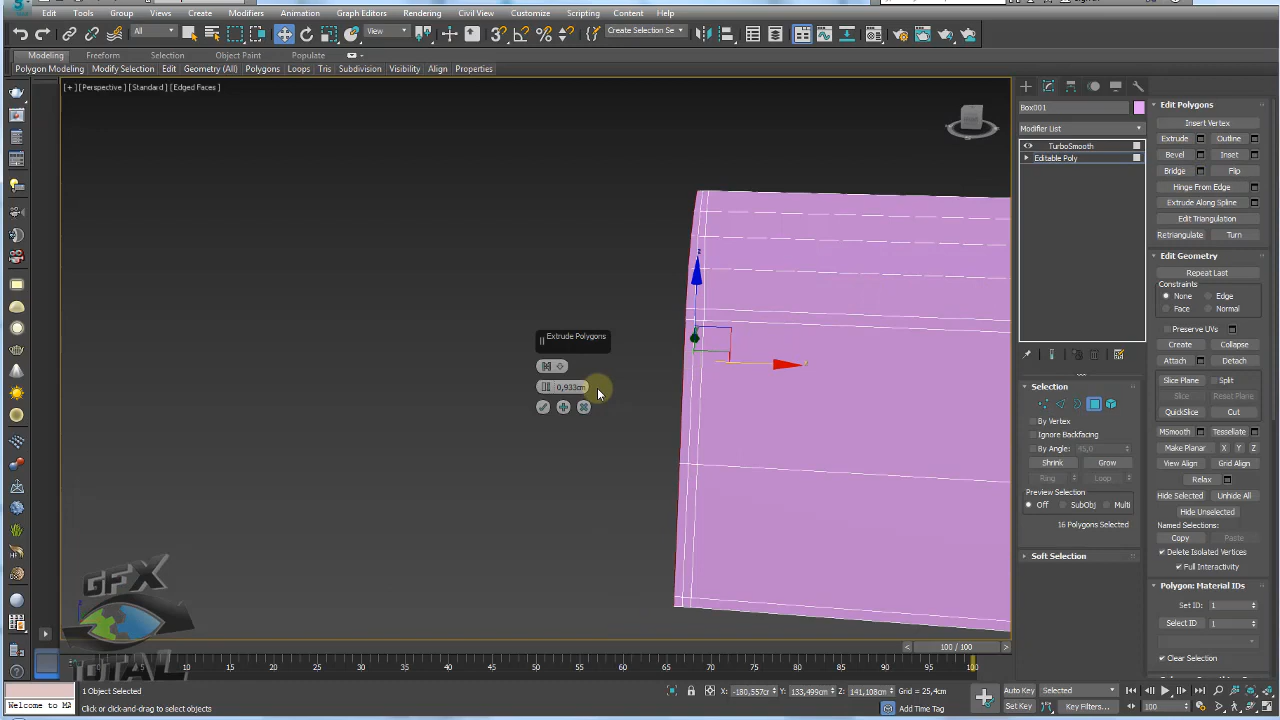 Edit Tools Group Views Create Modifiers Animation Graph Editors Rendering Civil View Customize Scripting Content Help
All View Create Selection Se
Modeling Freeform Selection Object Paint Populate
Polygon Modeling Modify Selection Edit Geometry (All) Polygons Loops Tris Subdivision Visibility Align Properties
[+] [Perspective] [Standard] [Edged Faces]
Box001
Modifier List
TurboSmooth
Editable Poly
Edit Polygons
Insert Vertex
Extrude Outline
Bevel Inset
Bridge Flip
Hinge From Edge
Extrude Along Spline
Edit Triangulation
Retriangulate Turn
Edit Geometry
Repeat Last
Constraints
None Edge
Face Normal
Preserve UVs
Create Collapse
Attach Detach
Slice Plane Split
Slice Reset Plane
QuickSlice Cut
MSmooth Tessellate
Make Planar X Y Z
View Align Grid Align
Relax
Hide Selected Unhide All
Hide Unselected
Named Selections:
Copy Paste
Delete Isolated Vertices
Full Interactivity
Polygon: Material IDs
Set ID: 1
Select ID 1
Clear Selection
Selection
By Vertex
Ignore Backfacing
By Angle: 45,0
Shrink Grow
Ring Loop
Preview Selection
Off SubObj Multi
16 Polygons Selected
Soft Selection
Extrude Polygons
0,933cm
z
GFX
TOTAL
100 / 100
15 20 25 30 35 40 45 50 55 60 65 70 75 80 85 90 95 100
1 Object Selected
Welcome to MA
Click or click-and-drag to select objects
X: -180,557cm Y: 133,499cm Z: 141,108cm Grid = 25,4cm
Add Time Tag
Auto Key Selected
Set Key Key Filters...
100